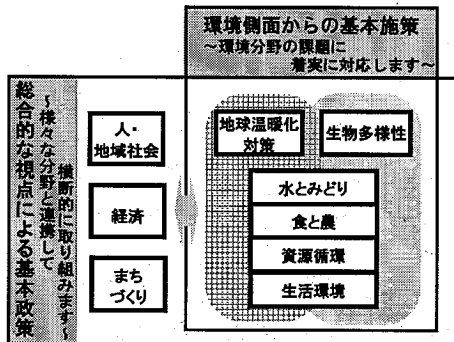 環境側面からの基本施策
～環境分野の課題に
着実に対応します～
総合的な視点による基本政策
～様々な分野と連携して
横断的に取り組みます～
人・
地域社会
経済
まち
づくり
地球温暖化
対策
生物多様性
水とみどり
食と農
資源循環
生活環境